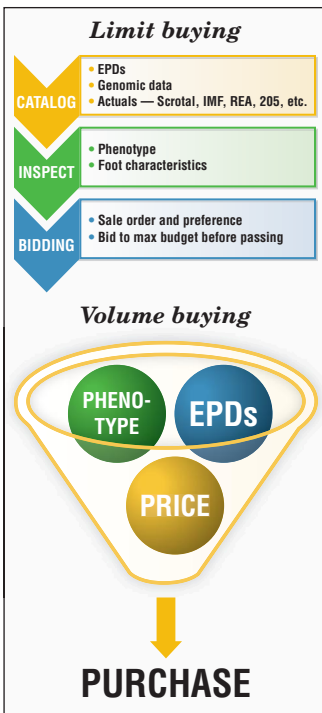 Limit buying
CATALOG
• EPDs
• Genomic data
• Actuals — Scrotal, IMF, REA, 205, etc.
INSPECT
• Phenotype
• Foot characteristics
BIDDING
• Sale order and preference
• Bid to max budget before passing
Volume buying
PHENO-
TYPE
EPDs
PRICE
PURCHASE